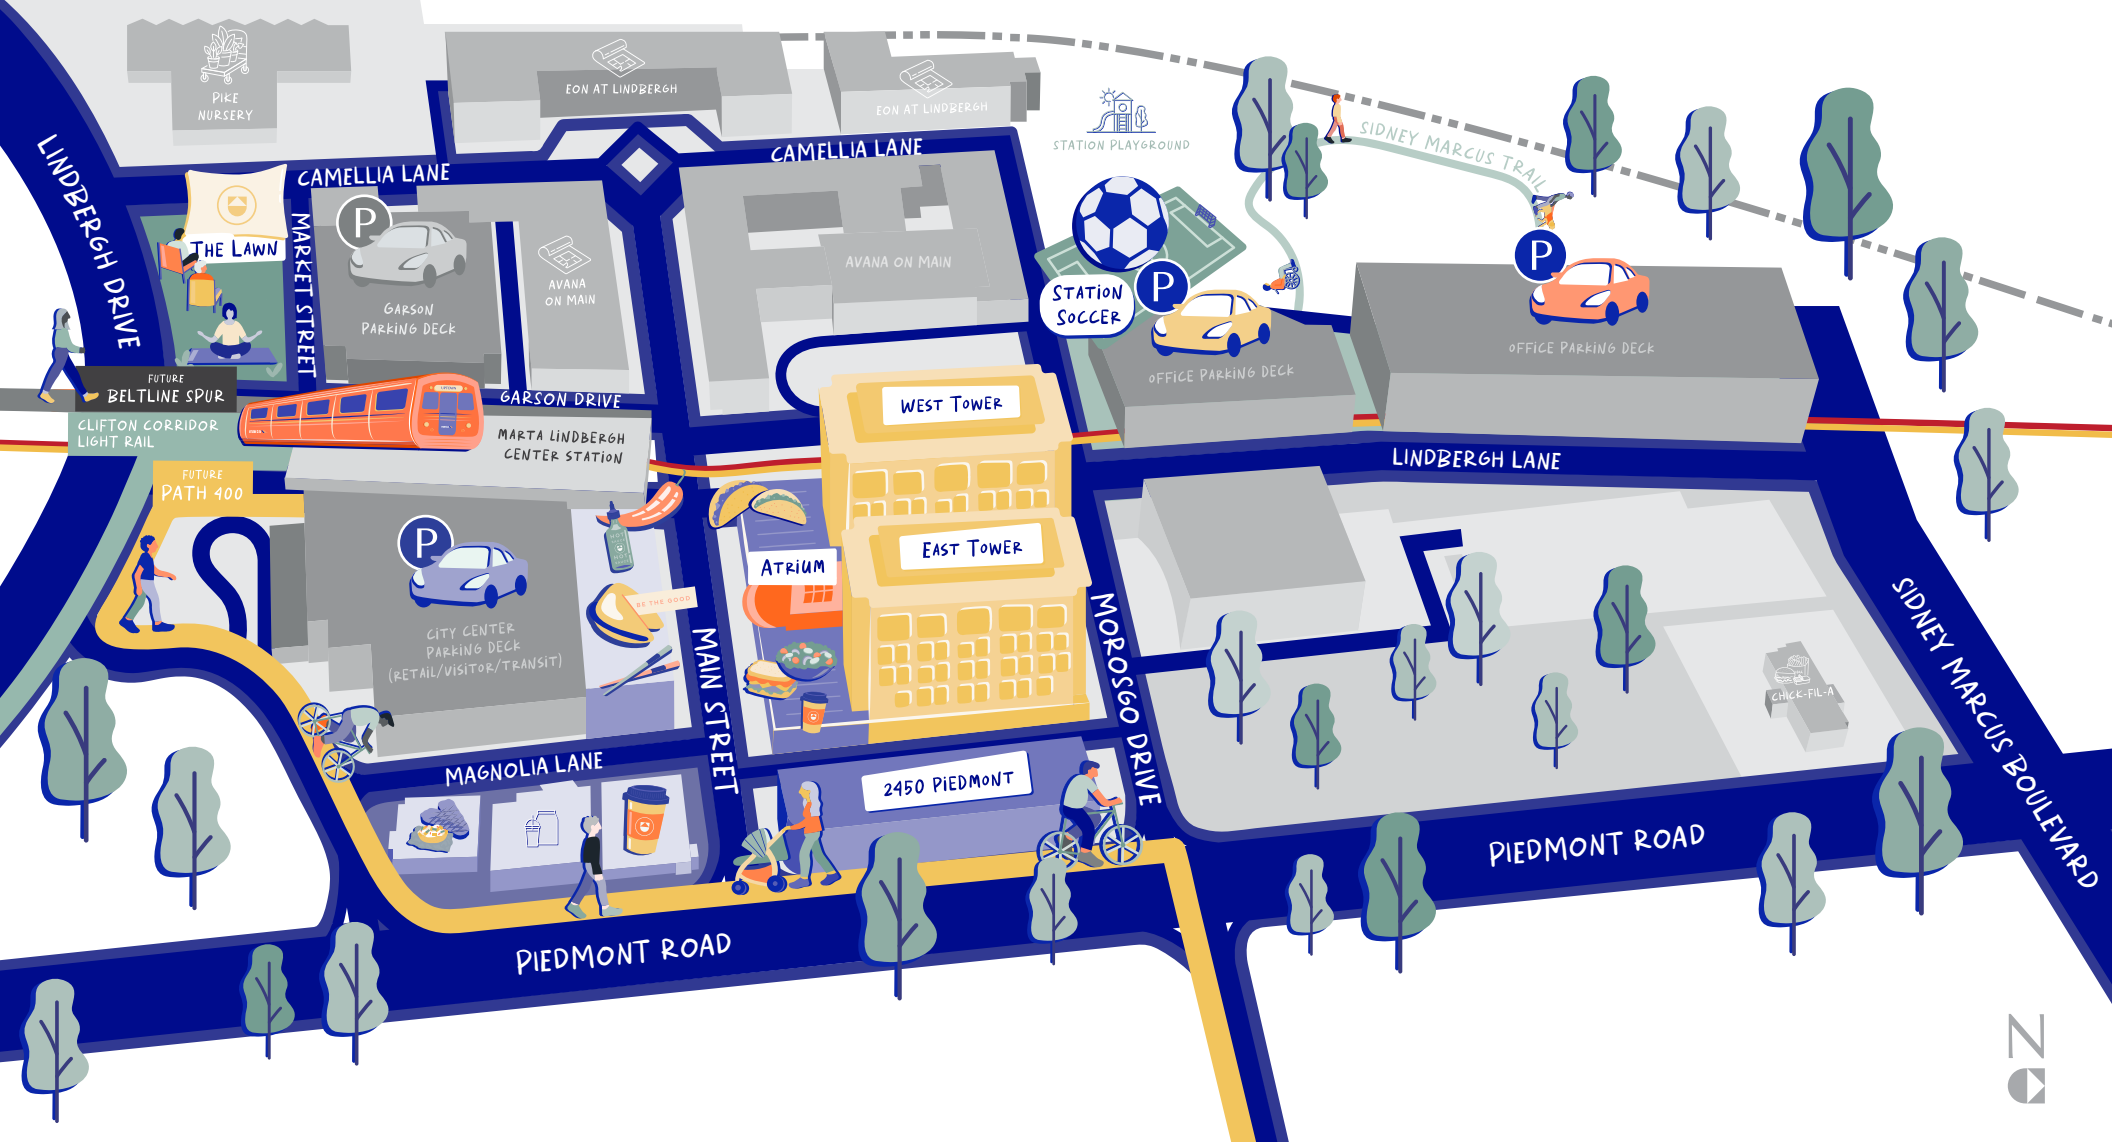 PIKE
NURSERY
EON AT LINDBERGH
EON AT LINDBERGH
STATION PLAYGROUND
SIDNEY MARCUS TRAIL
LINDBERGH DRIVE
CAMELLIA LANE
CAMELLIA LANE
THE LAWN
MARKET STREET
P
GARSON
PARKING DECK
AVANA
ON MAIN
AVANA ON MAIN
STATION
SOCCER
P
OFFICE PARKING DECK
P
OFFICE PARKING DECK
FUTURE
BELTLINE SPUR
CLIFTON CORRIDOR
LIGHT RAIL
GARSON DRIVE
MARTA LINDBERGH
CENTER STATION
WEST TOWER
LINDBERGH LANE
FUTURE
PATH 400
P
CITY CENTER
PARKING DECK
(RETAIL/VISITOR/TRANSIT)
BE THE GOOD
ATRIUM
EAST TOWER
MAIN STREET
MOROSGO DRIVE
SIDNEY MARCUS BOULEVARD
CHICK-FIL-A
MAGNOLIA LANE
2450 PIEDMONT
PIEDMONT ROAD
PIEDMONT ROAD
N